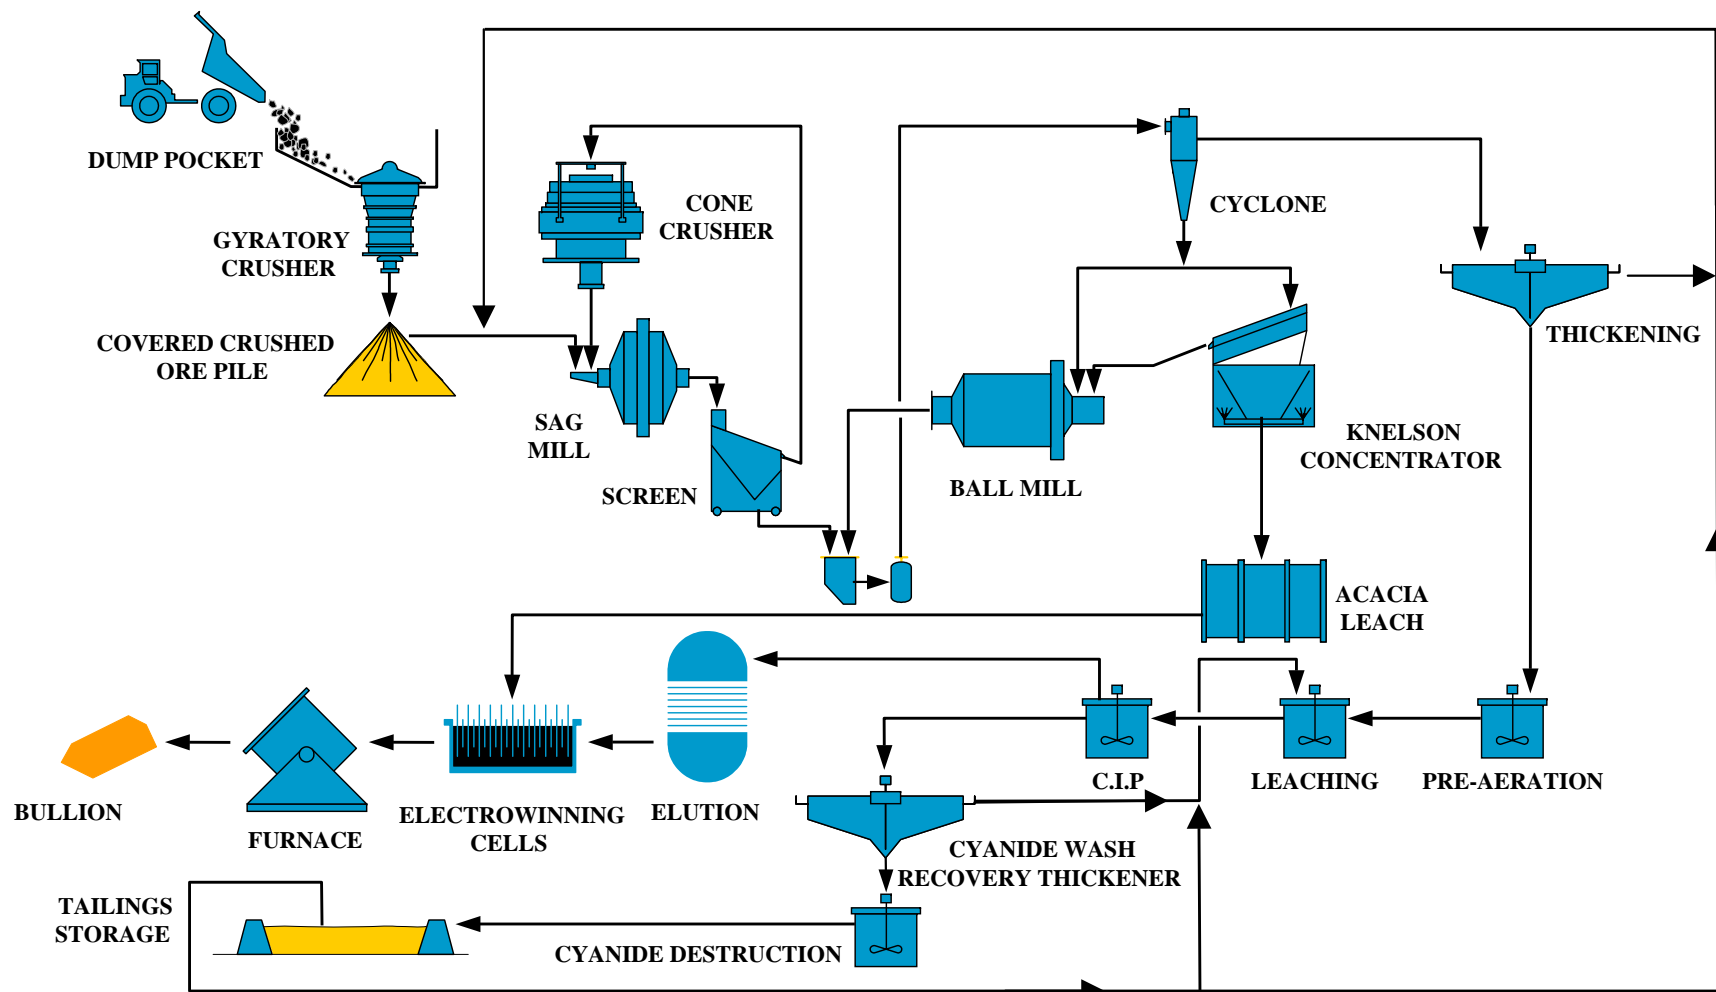 DUMP POCKET
GYRATORY
CRUSHER
CONE
CRUSHER
CYCLONE
COVERED CRUSHED
ORE PILE
THICKENING
SAG
MILL
SCREEN
BALL MILL
KNELSON
CONCENTRATOR
ACACIA
LEACH
BULLION
FURNACE
ELECTROWINNING
CELLS
ELUTION
C.I.P
LEACHING
PRE-AERATION
CYANIDE WASH
RECOVERY THICKENER
TAILINGS
STORAGE
CYANIDE DESTRUCTION